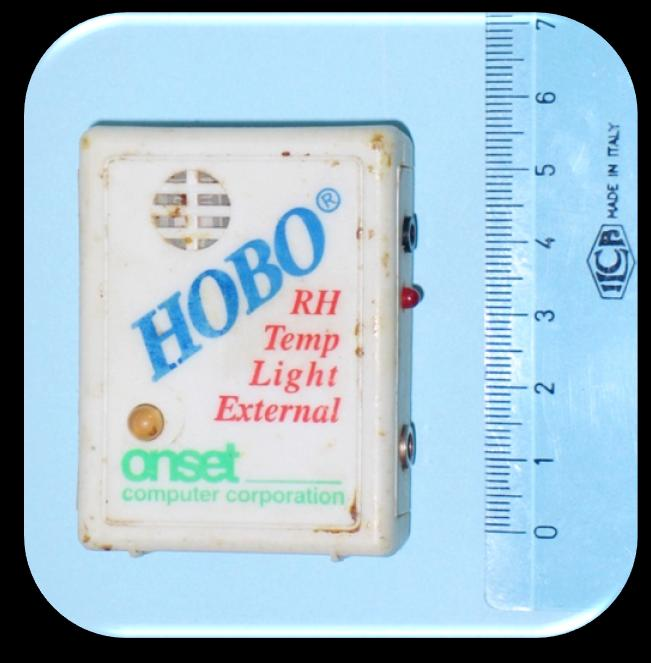 HOBO®
RH
Temp
Light
External
onset
computer corporation
7
6
5
4
3
2
1
0
MADE IN ITALY